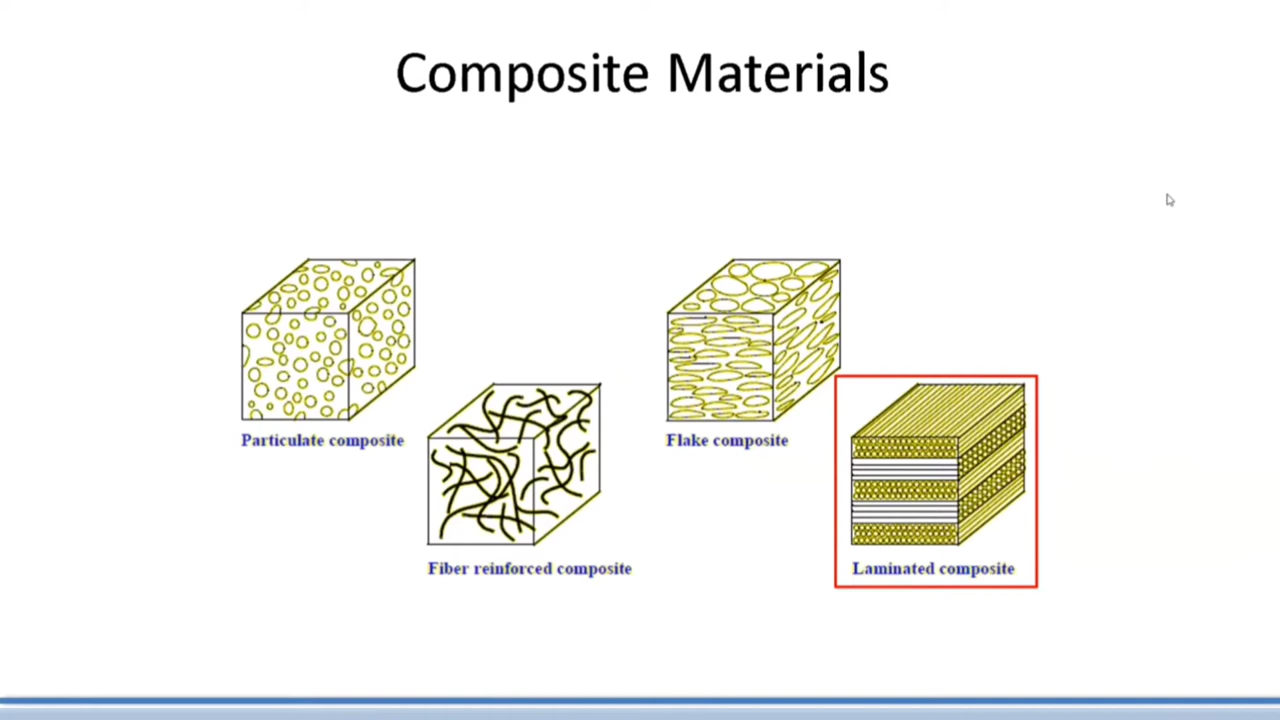 Composite Materials
Particulate composite
Flake composite
Fiber reinforced composite
Laminated composite